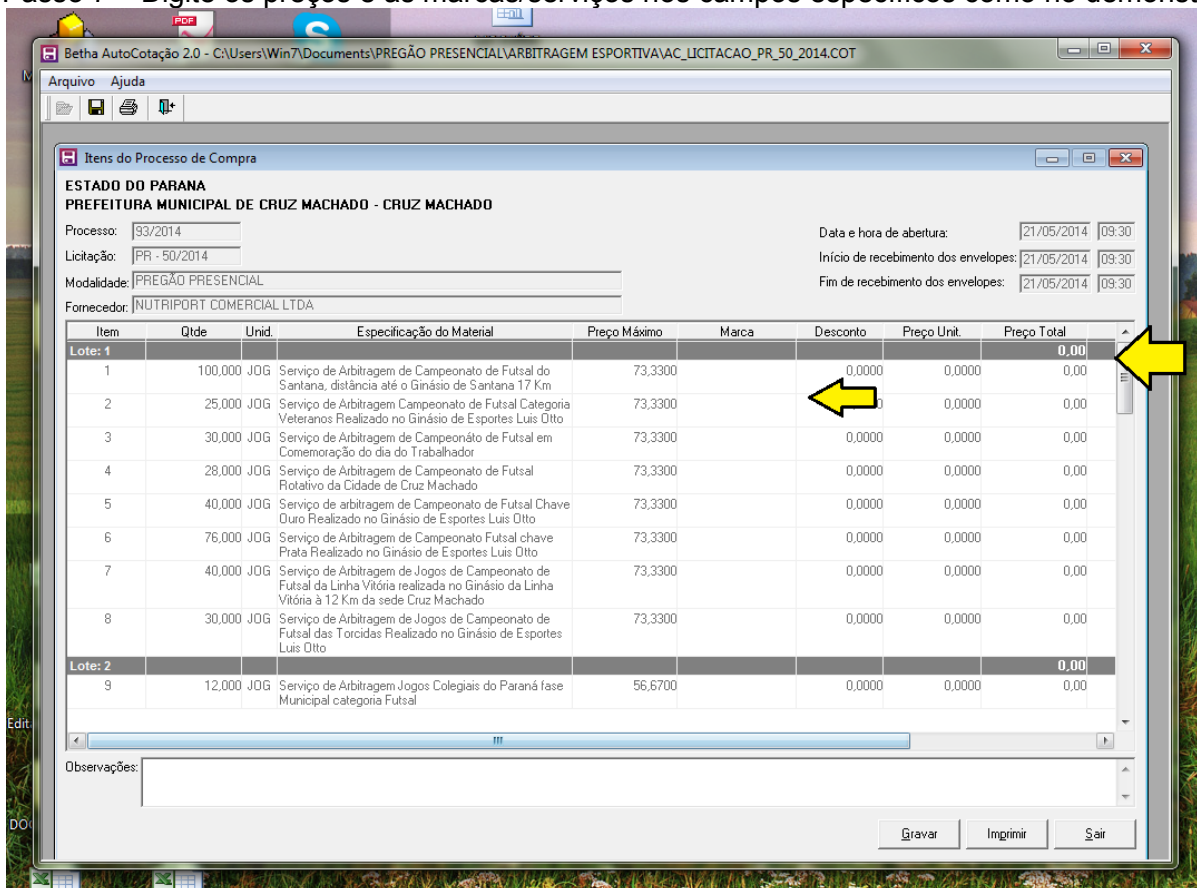 Passo 7 – Digite os preços e as marcas/serviços nos campos específicos como no demonst
PDF
Betha AutoCotação 2.0 - C:\Users\Win7\Documents\PREGÃO PRESENCIAL\ARBITRAGEM ESPORTIVA\AC_LICITACAO_PR_50_2014.COT
Arquivo Ajuda
Itens do Processo de Compra
ESTADO DO PARANA
PREFEITURA MUNICIPAL DE CRUZ MACHADO - CRUZ MACHADO
Processo: 93/2014
Data e hora de abertura: 21/05/2014 09:30
Licitação: PR - 50/2014
Início de recebimento dos envelopes: 21/05/2014 09:30
Modalidade: PREGÃO PRESENCIAL
Fim de recebimento dos envelopes: 21/05/2014 09:30
Fornecedor: NUTRIPORT COMERCIAL LTDA
Item Qtde Unid. Especificação do Material Preço Máximo Marca Desconto Preço Unit. Preço Total
Lote: 1 0,00
1 100,000 JOG Serviço de Arbitragem de Campeonato de Futsal do 73,3300 0,0000 0,0000 0,00
Santana, distância até o Ginásio de Santana 17 Km
2 25,000 JOG Serviço de Arbitragem Campeonato de Futsal Categoria 73,3300 0 0,0000 0,00
Veteranos Realizado no Ginásio de Esportes Luis Otto
3 30,000 JOG Serviço de Arbitragem de Campeonáto de Futsal em 73,3300 0,0000 0,0000 0,00
Comemoração do dia do Trabalhador
4 28,000 JOG Serviço de Arbitragem de Campeonato de Futsal 73,3300 0,0000 0,0000 0,00
Rotativo da Cidade de Cruz Machado
5 40,000 JOG Serviço de arbitragem de Campeonato de Futsal Chave 73,3300 0,0000 0,0000 0,00
Ouro Realizado no Ginásio de Esportes Luis Otto
6 76,000 JOG Serviço de Arbitragem de Campeonato Futsal chave 73,3300 0,0000 0,0000 0,00
Prata Realizado no Ginásio de Esportes Luis Otto
7 40,000 JOG Serviço de Arbitragem de Jogos de Campeonato de 73,3300 0,0000 0,0000 0,00
Futsal da Linha Vitória realizada no Ginásio da Linha
Vitória à 12 Km da sede Cruz Machado
8 30,000 JOG Serviço de Arbitragem de Jogos de Campeonato de 73,3300 0,0000 0,0000 0,00
Futsal das Torcidas Realizado no Ginásio de Esportes
Luis Otto
Lote: 2 0,00
9 12,000 JOG Serviço de Arbitragem Jogos Colegiais do Paraná fase 56,6700 0,0000 0,0000 0,00
Municipal categoria Futsal
Edit
Observações:
DO
Gravar Imprimir Sair